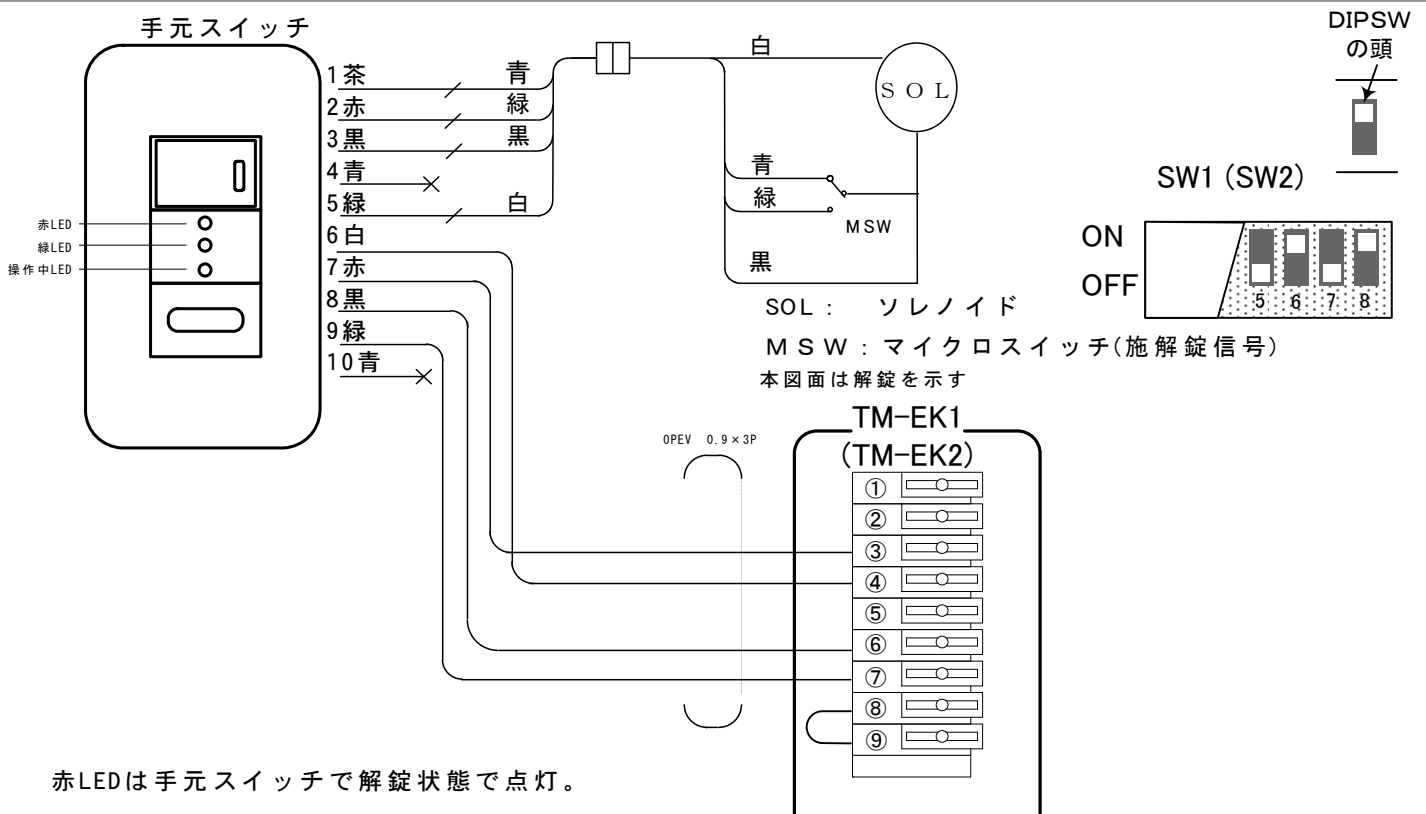 手元スイッチ
1茶
2赤
3黒
4青
5緑
6白
7赤
8黒
9緑
10青
青
緑
黒
白
赤LED
緑LED
操作中LED
白
SOL
青
緑
MSW
黒
SOL： ソレノイド
MSW：マイクロスイッチ(施解錠信号)
本図面は解錠を示す
DIPSW
の頭
SW1 (SW2)
ON
OFF
5 6 7 8
OPEV 0.9×3P
TM-EK1
(TM-EK2)
①
②
③
④
⑤
⑥
⑦
⑧
⑨
赤LEDは手元スイッチで解錠状態で点灯。